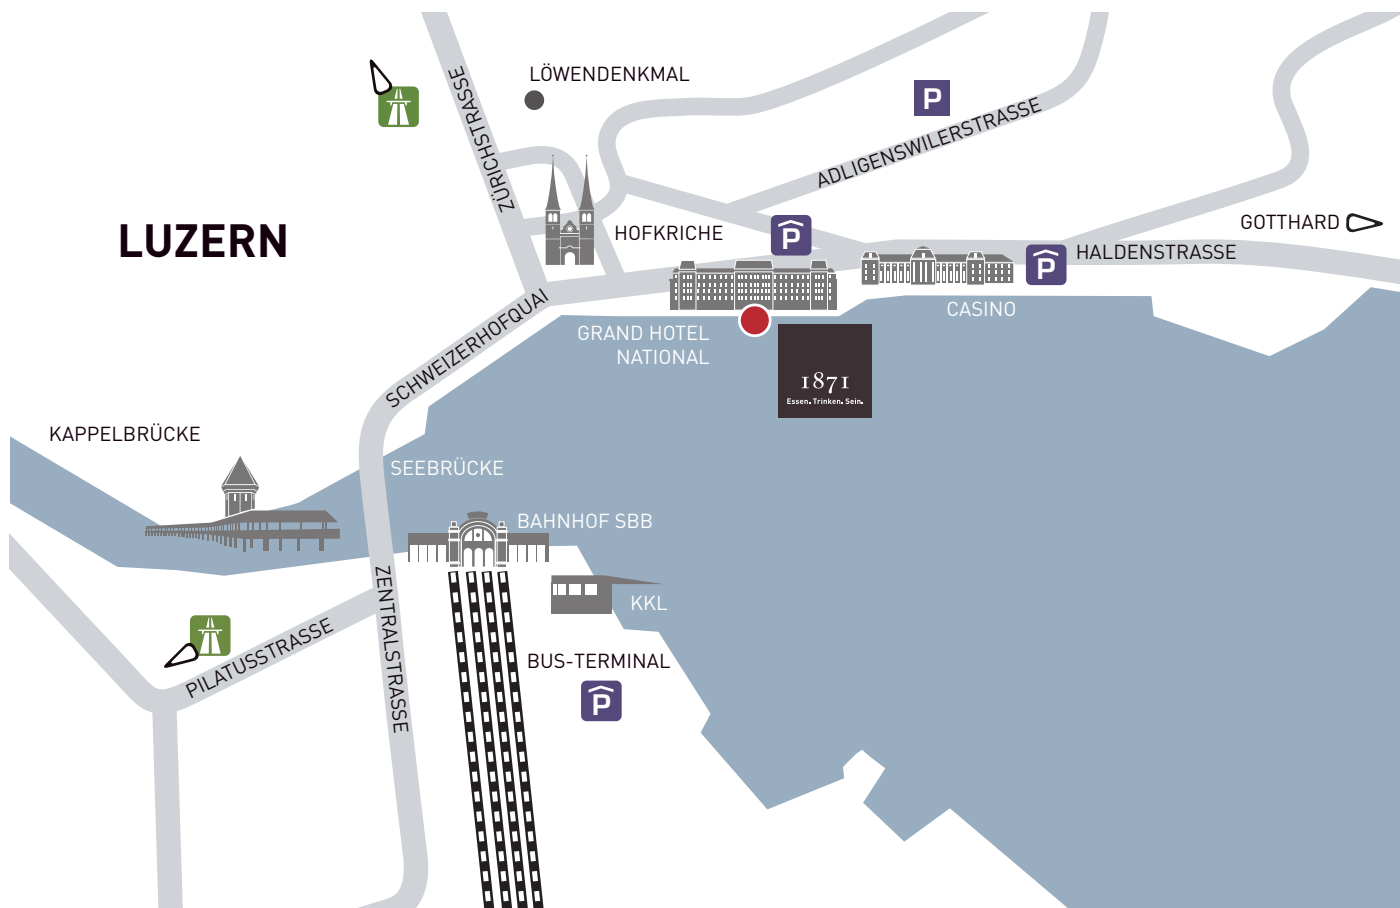 LÖWENDENKMAL
ZÜRICHSTRASSE
P
ADLIGENSWILERSTRASSE
LUZERN
HOFKRICHE
P
GOTTHARD
P
HALDENSTRASSE
SCHWEIZERHOFQUAI
GRAND HOTEL
NATIONAL
CASINO
1871
Essen. Trinken. Sein.
KAPPELBRÜCKE
SEEBRÜCKE
BAHNHOF SBB
KKL
ZENTRALSTRASSE
PILATUSSTRASSE
BUS-TERMINAL
P